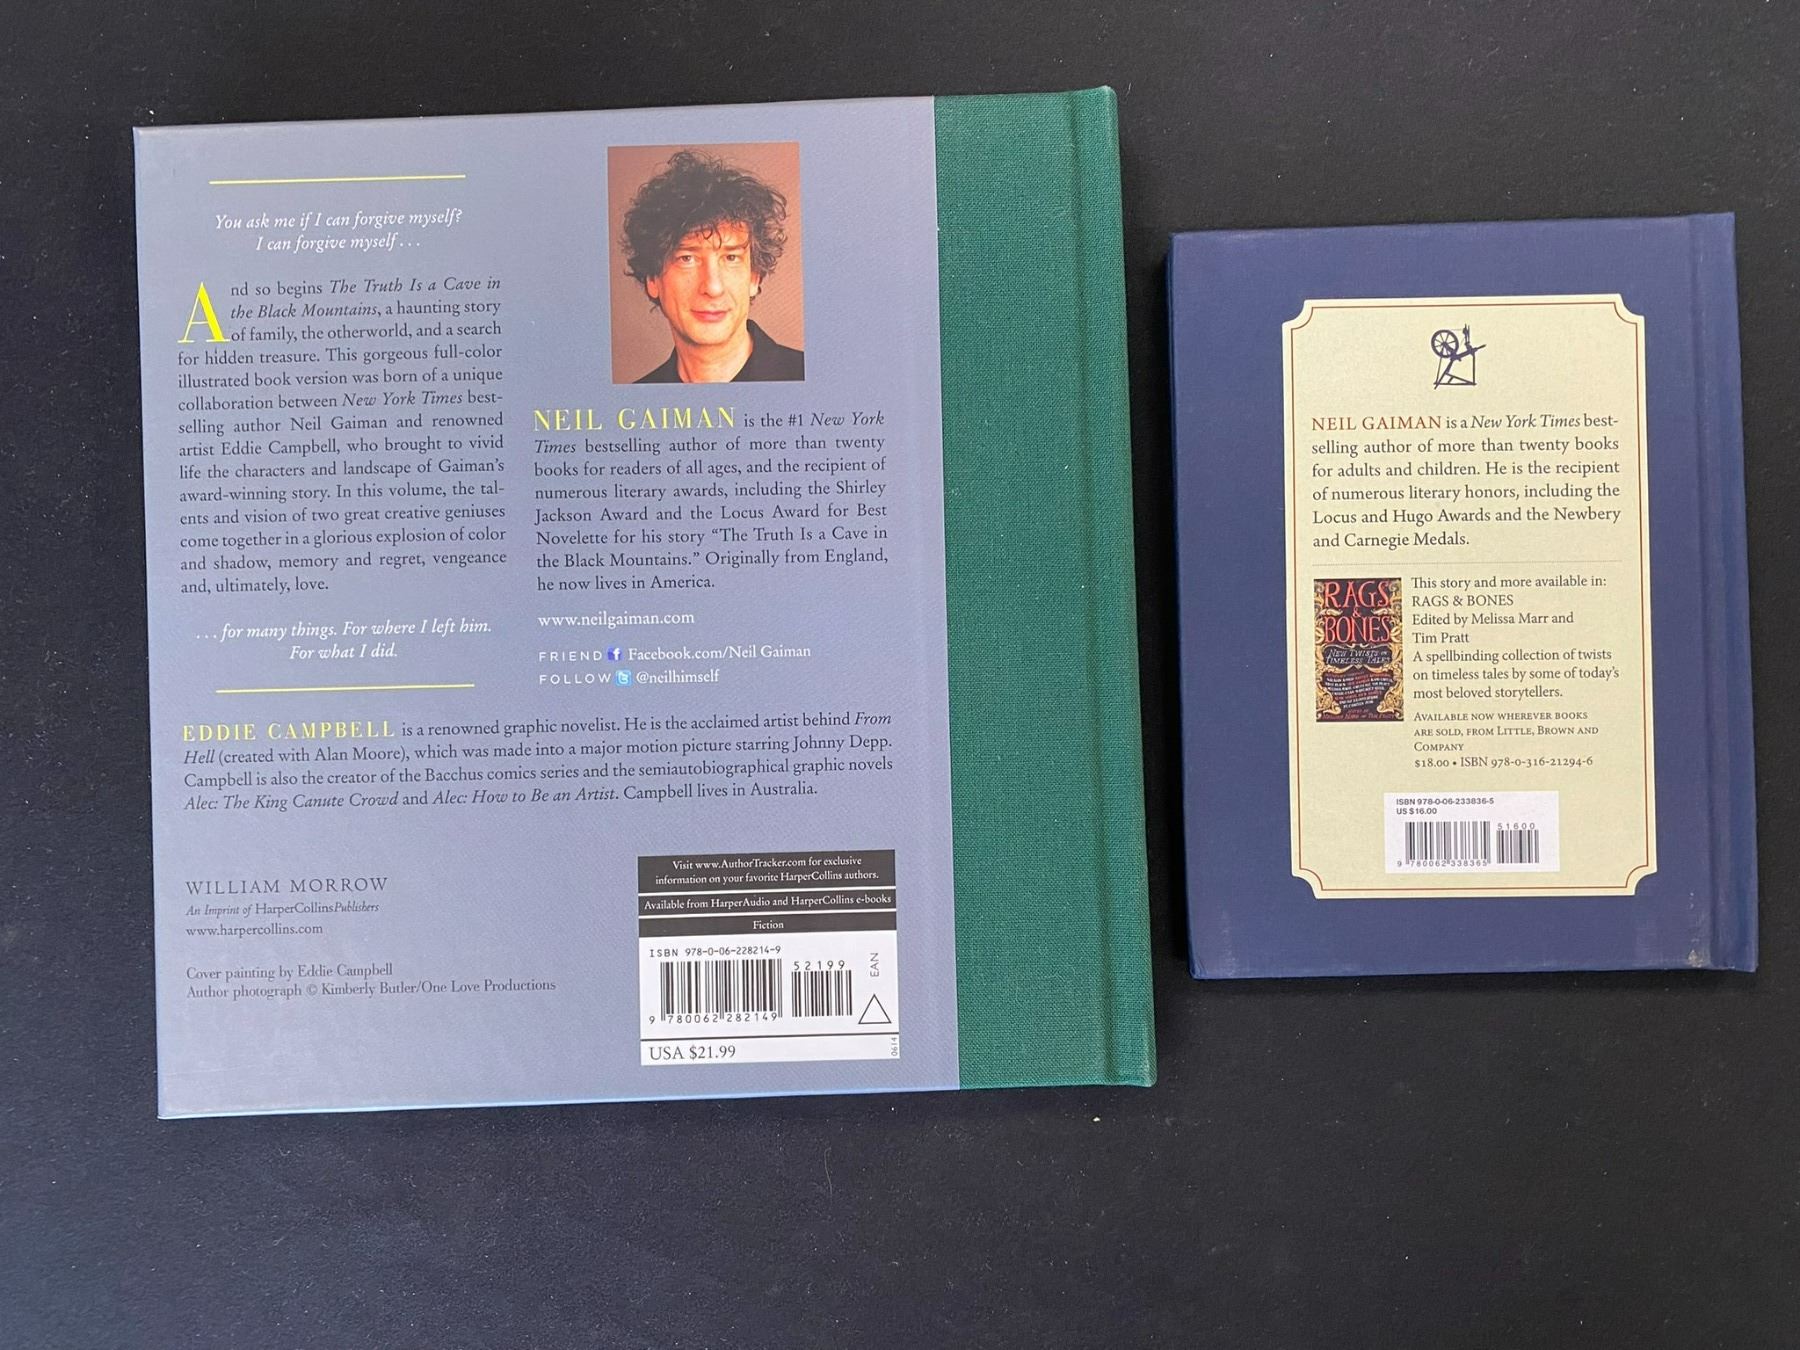 You ask me if I can forgive myself?
I can forgive myself . . .
And so begins The Truth Is a Cave in
the Black Mountains, a haunting story
of family, the otherworld, and a search
for hidden treasure. This gorgeous full-color
illustrated book version was born of a unique
collaboration between New York Times best-
selling author Neil Gaiman and renowned
artist Eddie Campbell, who brought to vivid
life the characters and landscape of Gaiman's
award-winning story. In this volume, the tal-
ents and vision of two great creative geniuses
come together in a glorious explosion of color
and shadow, memory and regret, vengeance
and, ultimately, love.
. . . for many things. For where I left him.
For what I did.
NEIL GAIMAN is the #1 New York
Times bestselling author of more than twenty
books for readers of all ages, and the recipient of
numerous literary awards, including the Shirley
Jackson Award and the Locus Award for Best
Novelette for his story “The Truth Is a Cave in
the Black Mountains.” Originally from England,
he now lives in America.
www.neilgaiman.com
FRIEND f Facebook.com/Neil Gaiman
FOLLOW t @neilhimself
EDDIE CAMPBELL is a renowned graphic novelist. He is the acclaimed artist behind From
Hell (created with Alan Moore), which was made into a major motion picture starring Johnny Depp.
Campbell is also the creator of the Bacchus comics series and the semiautobiographical graphic novels
Alec: The King Canute Crowd and Alec: How to Be an Artist. Campbell lives in Australia.
WILLIAM MORROW
An Imprint of HarperCollinsPublishers
www.harpercollins.com
Cover painting by Eddie Campbell
Author photograph © Kimberly Butler/One Love Productions
Visit www.AuthorTracker.com for exclusive
information on your favorite HarperCollins authors.
Available from HarperAudio and HarperCollins e-books
Fiction
ISBN 978-0-06-228214-9
52199
EAN
9 780062 282149
USA $21.99
0614
NEIL GAIMAN is a New York Times best-
selling author of more than twenty books
for adults and children. He is the recipient
of numerous literary honors, including the
Locus and Hugo Awards and the Newbery
and Carnegie Medals.
RAGS
&
BONES
NEW TWISTS ON
TIMELESS TALES
This story and more available in:
RAGS & BONES
Edited by Melissa Marr and
Tim Pratt
A spellbinding collection of twists
on timeless tales by some of today's
most beloved storytellers.
AVAILABLE NOW WHEREVER BOOKS
ARE SOLD, FROM LITTLE, BROWN AND
COMPANY
$18.00 • ISBN 978-0-316-21294-6
ISBN 978-0-06-233836-5
US $16.00
51600
9 780062 338365